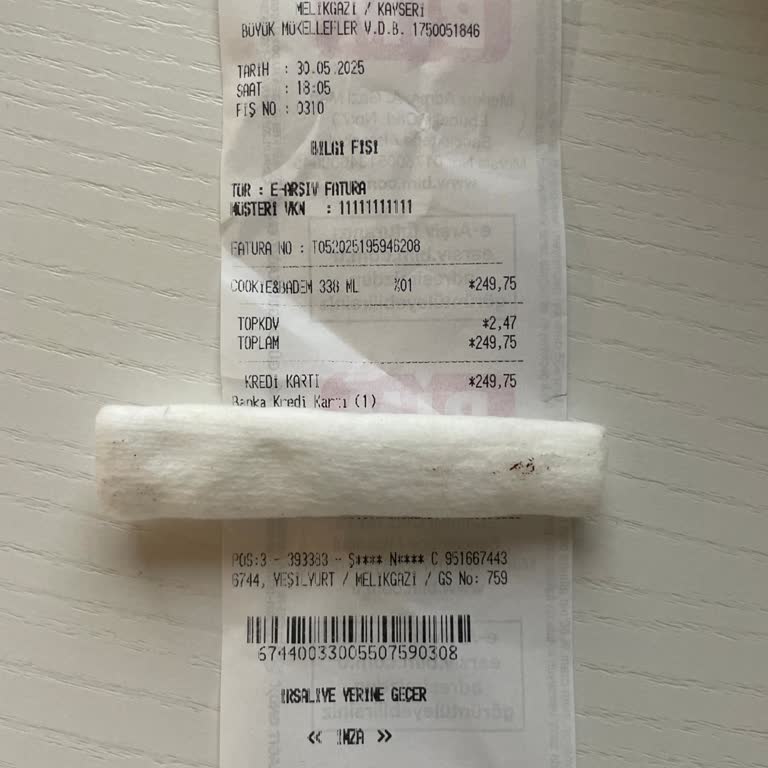 MELİKGAZİ / KAYSERİ
BÜYÜK MÜKELLEFLER V.D.B. 1750051846
TARİH : 30.05.2025
SAAT : 18:05
FİŞ NO : 0310
BİLGİ FİŞİ
TÜR : E-ARŞİV FATURA
MÜŞTERİ VKN : 11111111111
FATURA NO : T052025195946208
COOKİE&BADEM 338 ML %01 *249,75
TOPKDV *2,47
TOPLAM *249,75
KREDİ KARTI *249,75
Banka Kredi Kartı (1)
POS:3 - 393383 - S**** N**** C 951667443
6744, YEŞİLYURT / MELİKGAZİ / GS No: 759
67440033005507590308
İRSALİYE YERİNE GEÇER
<< İMZA >>